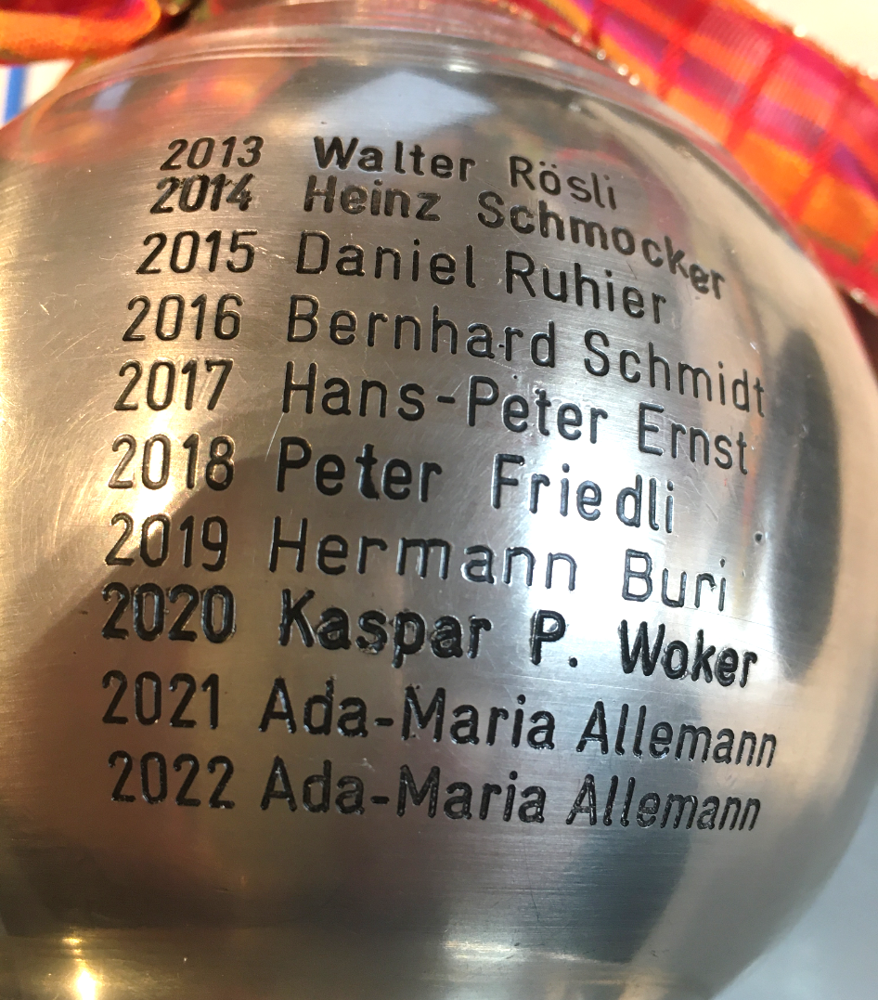 2013 Walter Rösli
2014 Heinz Schmocker
2015 Daniel Ruhier
2016 Bernhard Schmidt
2017 Hans-Peter Ernst
2018 Peter Friedli
2019 Hermann Buri
2020 Kaspar P. Woker
2021 Ada-Maria Allemann
2022 Ada-Maria Allemann